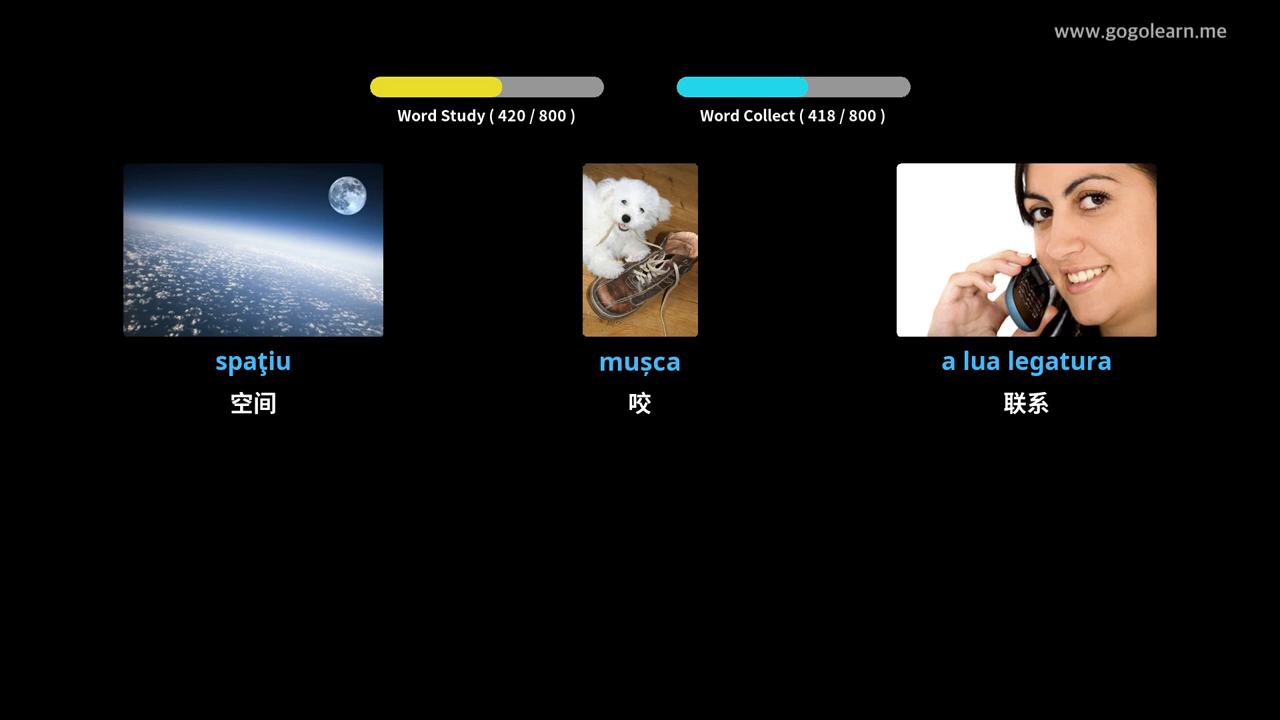 www.gogolearn.me
Word Study ( 420 / 800 )
Word Collect ( 418 / 800 )
spaţiu
mușca
a lua legatura
空间
咬
联系